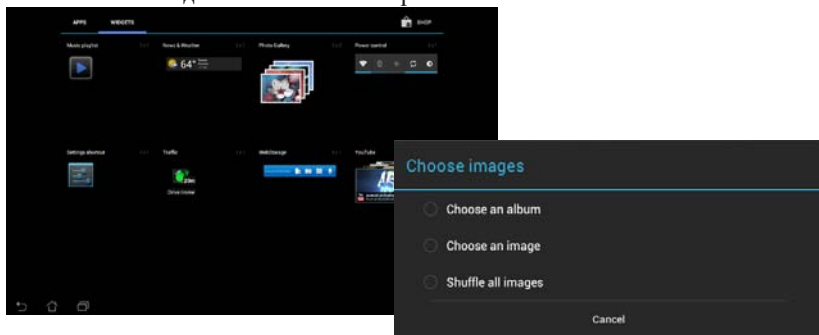 APPS WIDGETS SHOP
Music playlist News & Weather Photo Gallery Power control
64°
Settings shortcut Traffic WebStorage YouTube
Drive Home
Choose images
Choose an album
Choose an image
Shuffle all images
Cancel